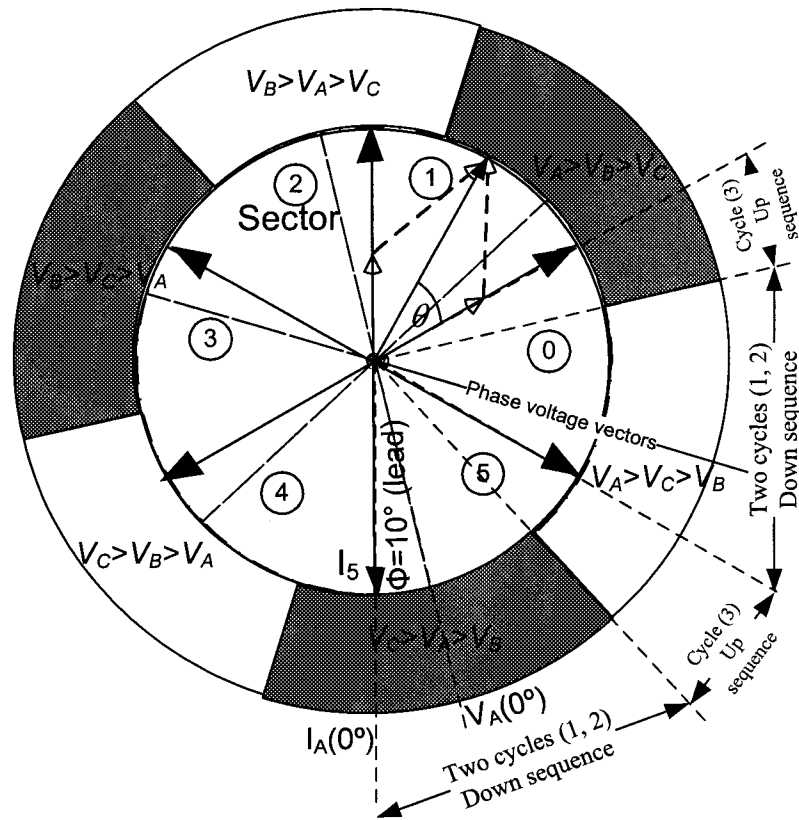 V_B>V_A>V_C
V_A>V_B>V_C
Cycle (3)
Up
sequence
2
1
Sector
V_B>V_C>V_A
θ
3
0
Two cycles (1, 2)
Down sequence
Phase voltage vectors
5
4
V_A>V_C>V_B
V_C>V_B>V_A
I_5
Φ=10° (lead)
V_C>V_A>V_B
Cycle (3)
Up
sequence
V_A(0º)
I_A(0º)
Two cycles (1, 2)
Down sequence